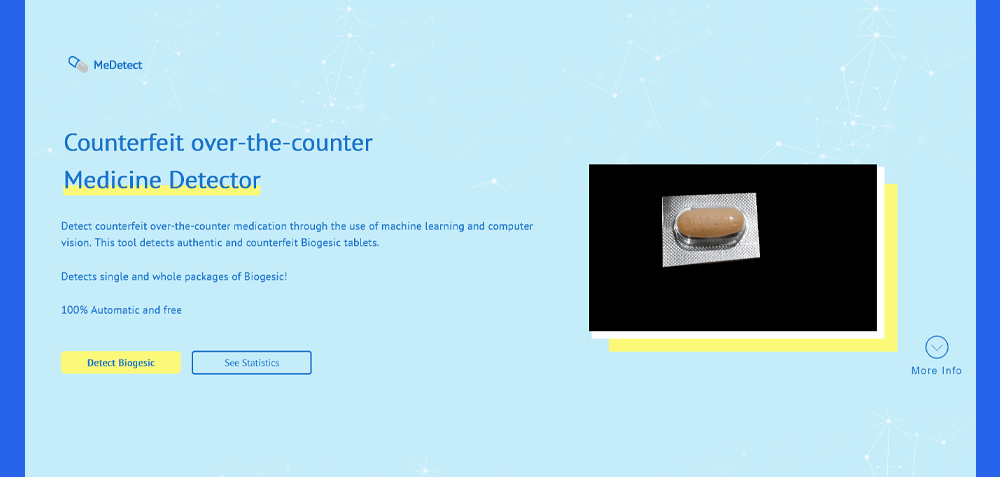 MeDetect
Counterfeit over-the-counter
Medicine Detector
Detect counterfeit over-the-counter medication through the use of machine learning and computer
vision. This tool detects authentic and counterfeit Biogesic tablets.
Detects single and whole packages of Biogesic!
100% Automatic and free
Detect Biogesic
See Statistics
More Info